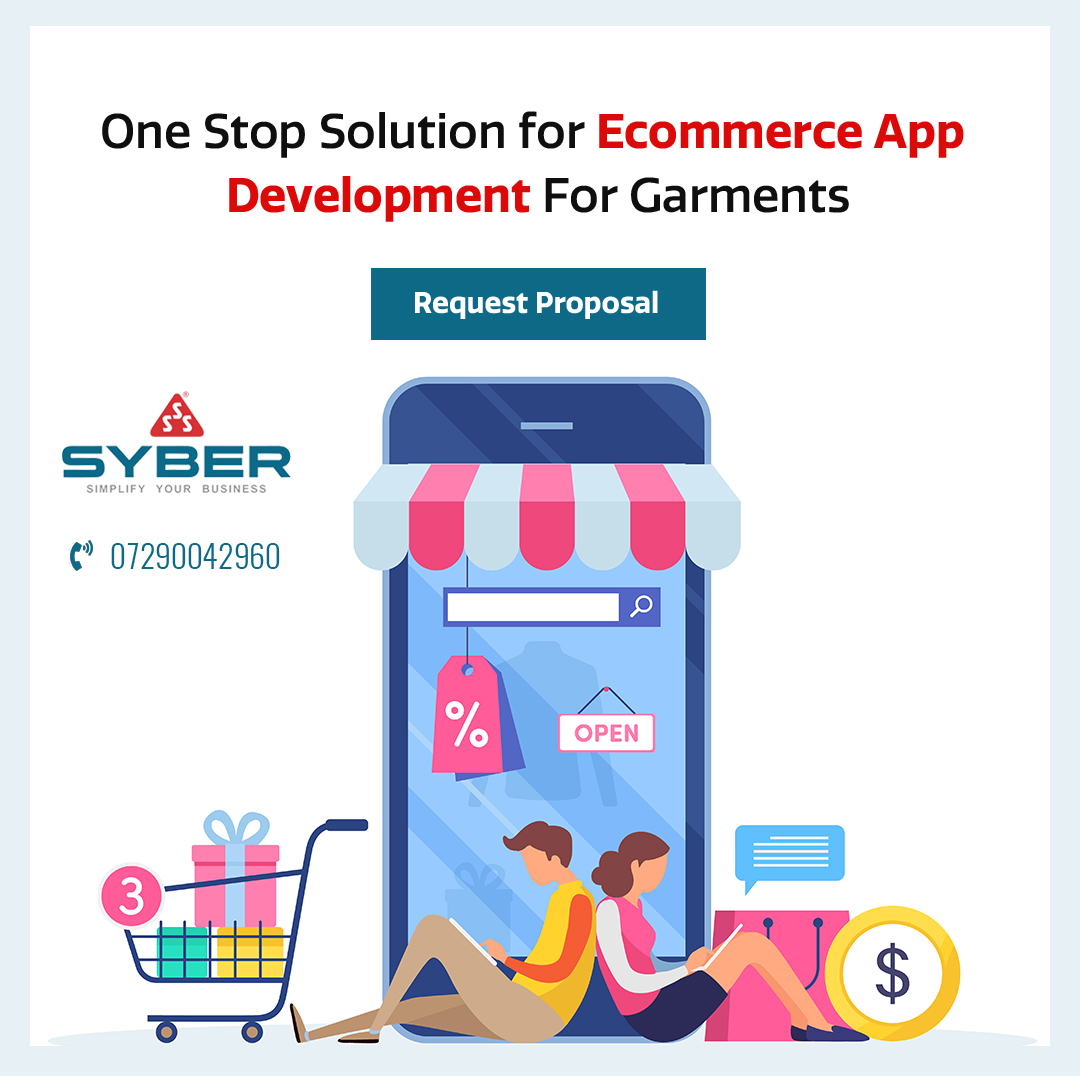 One Stop Solution for Ecommerce App
Development For Garments
Request Proposal
SSS®
SYBER
SIMPLIFY YOUR BUSINESS
07290042960
%
OPEN
3
$